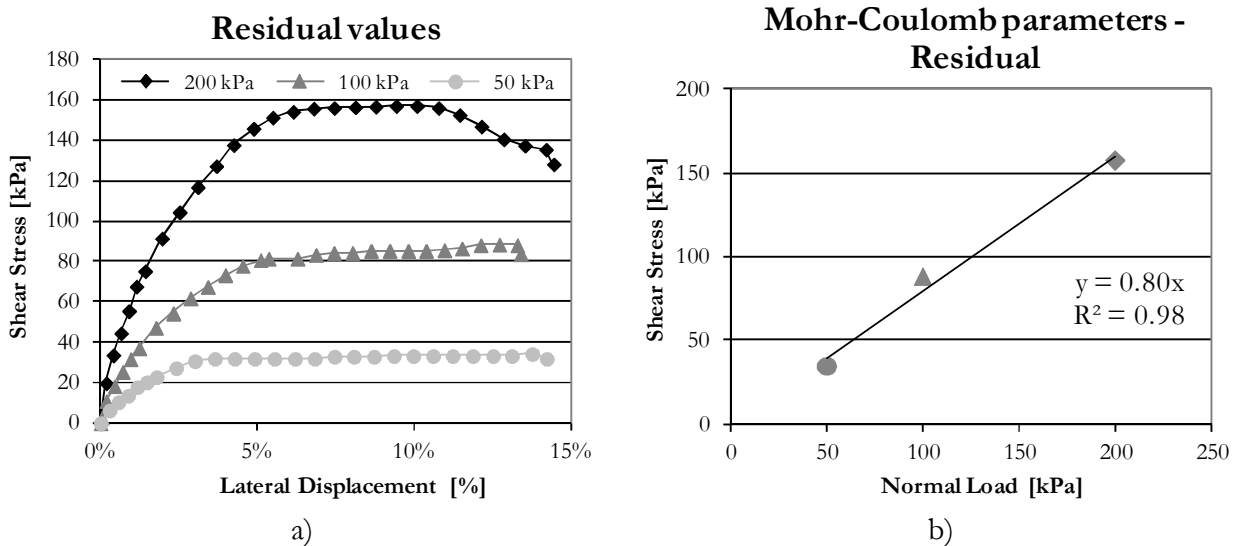 Residual values
200 kPa 100 kPa 50 kPa
180
160
140
120
100
80
60
40
20
0
0% 5% 10% 15%
Shear Stress [kPa]
Lateral Displacement [%]
a)
Mohr-Coulomb parameters -
Residual
200
150
100
50
0
0 50 100 150 200 250
y = 0.80x
R² = 0.98
Shear Stress [kPa]
Normal Load [kPa]
b)